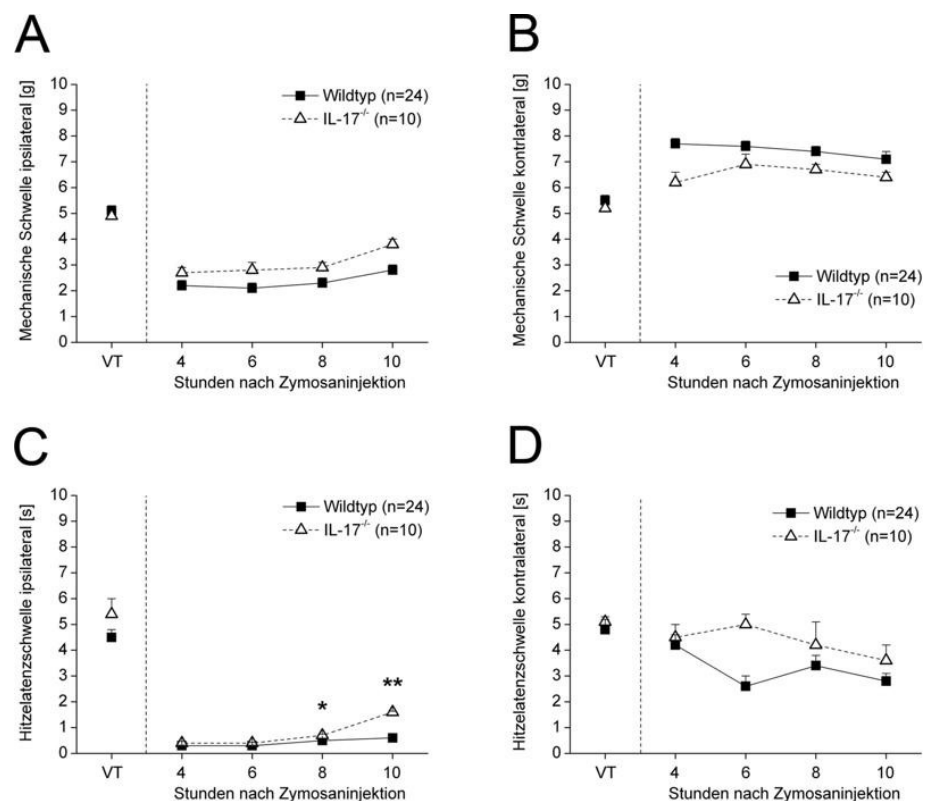 A
Mechanische Schwelle ipsilateral [g]
10
9
8
7
6
5
4
3
2
1
0
Wildtyp (n=24)
IL-17-/- (n=10)
VT 4 6 8 10
Stunden nach Zymosaninjektion
B
Mechanische Schwelle kontrlateral [g]
10
9
8
7
6
5
4
3
2
1
0
Wildtyp (n=24)
IL-17-/- (n=10)
VT 4 6 8 10
Stunden nach Zymosaninjektion
C
Hitzelatenzschwelle ipsilateral [s]
10
9
8
7
6
5
4
3
2
1
0
Wildtyp (n=24)
IL-17-/- (n=10)
*
**
VT 4 6 8 10
Stunden nach Zymosaninjektion
D
Hitzelatenzschwelle kontralateral [s]
10
9
8
7
6
5
4
3
2
1
0
Wildtyp (n=24)
IL-17-/- (n=10)
VT 4 6 8 10
Stunden nach Zymosaninjektion